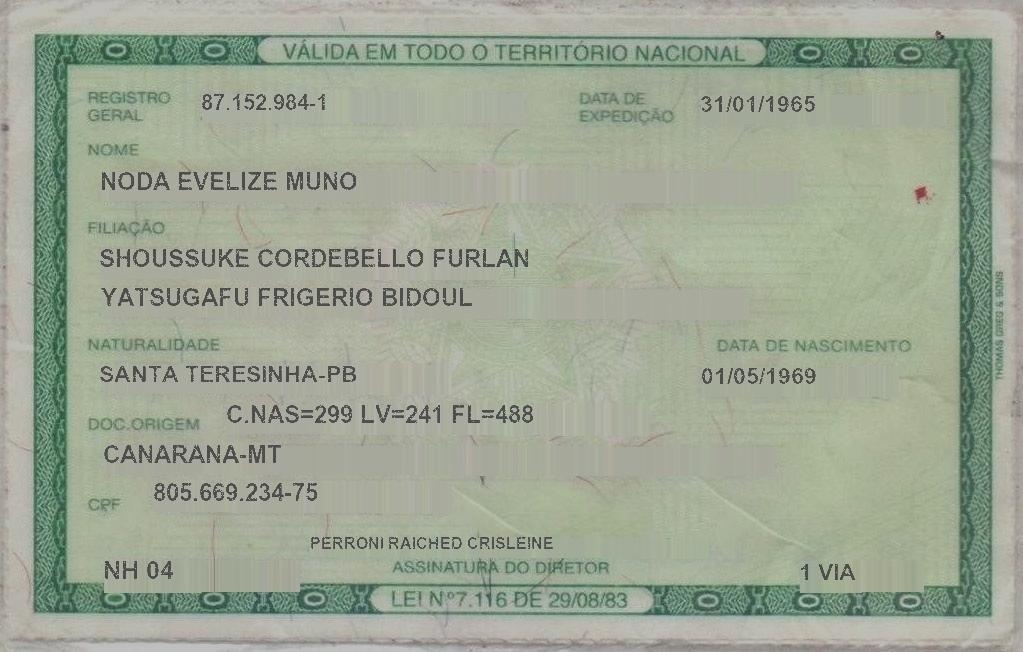 VÁLIDA EM TODO O TERRITÓRIO NACIONAL
REGISTRO GERAL 87.152.984-1 DATA DE EXPEDIÇÃO 31/01/1965
NOME
NODA EVELIZE MUNO
FILIAÇÃO
SHOUSSUKE CORDEBELLO FURLAN
YATSUGAFU FRIGERIO BIDOUL
NATURALIDADE DATA DE NASCIMENTO
SANTA TERESINHA-PB 01/05/1969
DOC.ORIGEM C.NAS=299 LV=241 FL=488
CANARANA-MT
CPF 805.669.234-75
PERRONI RAICHED CRISLEINE
NH 04 ASSINATURA DO DIRETOR 1 VIA
LEI Nº7.116 DE 29/08/83
THOMAS GREG & SONS